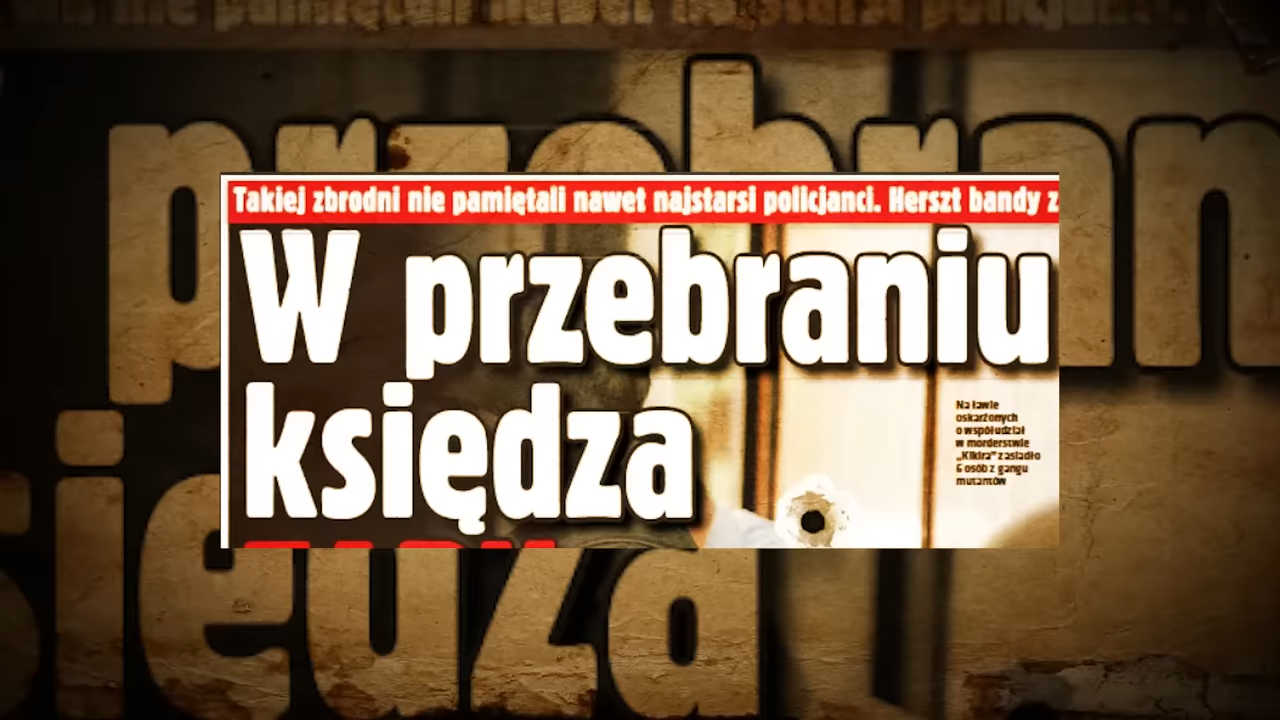 Takiej zbrodni nie pamiętali nawet najstarsi policjanci. Herszt bandy z
W przebraniu
księdza
Na ławie
oskarżonych
o współudział
w morderstwie
„Kikira” zasiadło
6 osób z gangu
mutantów